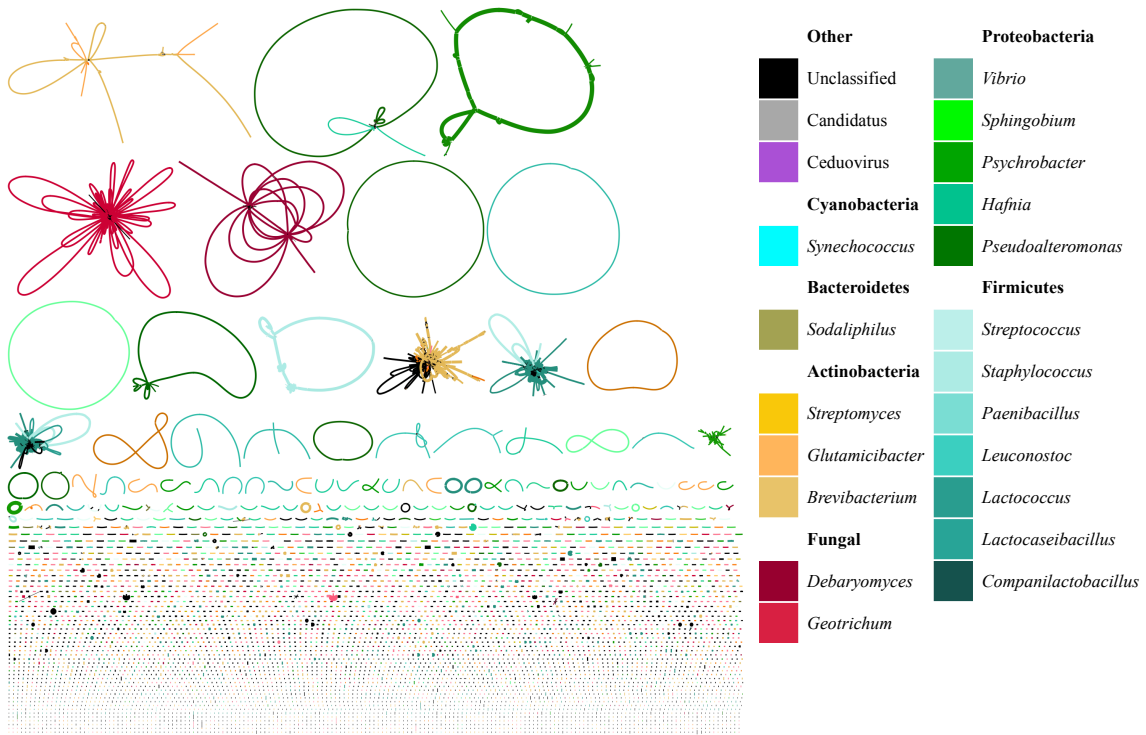 Other
Unclassified
Candidatus
Ceduovirus
Cyanobacteria
Synechococcus
Bacteroidetes
Sodaliphilus
Actinobacteria
Streptomyces
Glutamicibacter
Brevibacterium
Fungal
Debaryomyces
Geotrichum
Proteobacteria
Vibrio
Sphingobium
Psychrobacter
Hafnia
Pseudoalteromonas
Firmicutes
Streptococcus
Staphylococcus
Paenibacillus
Leuconostoc
Lactococcus
Lactocaseibacillus
Companilactobacillus